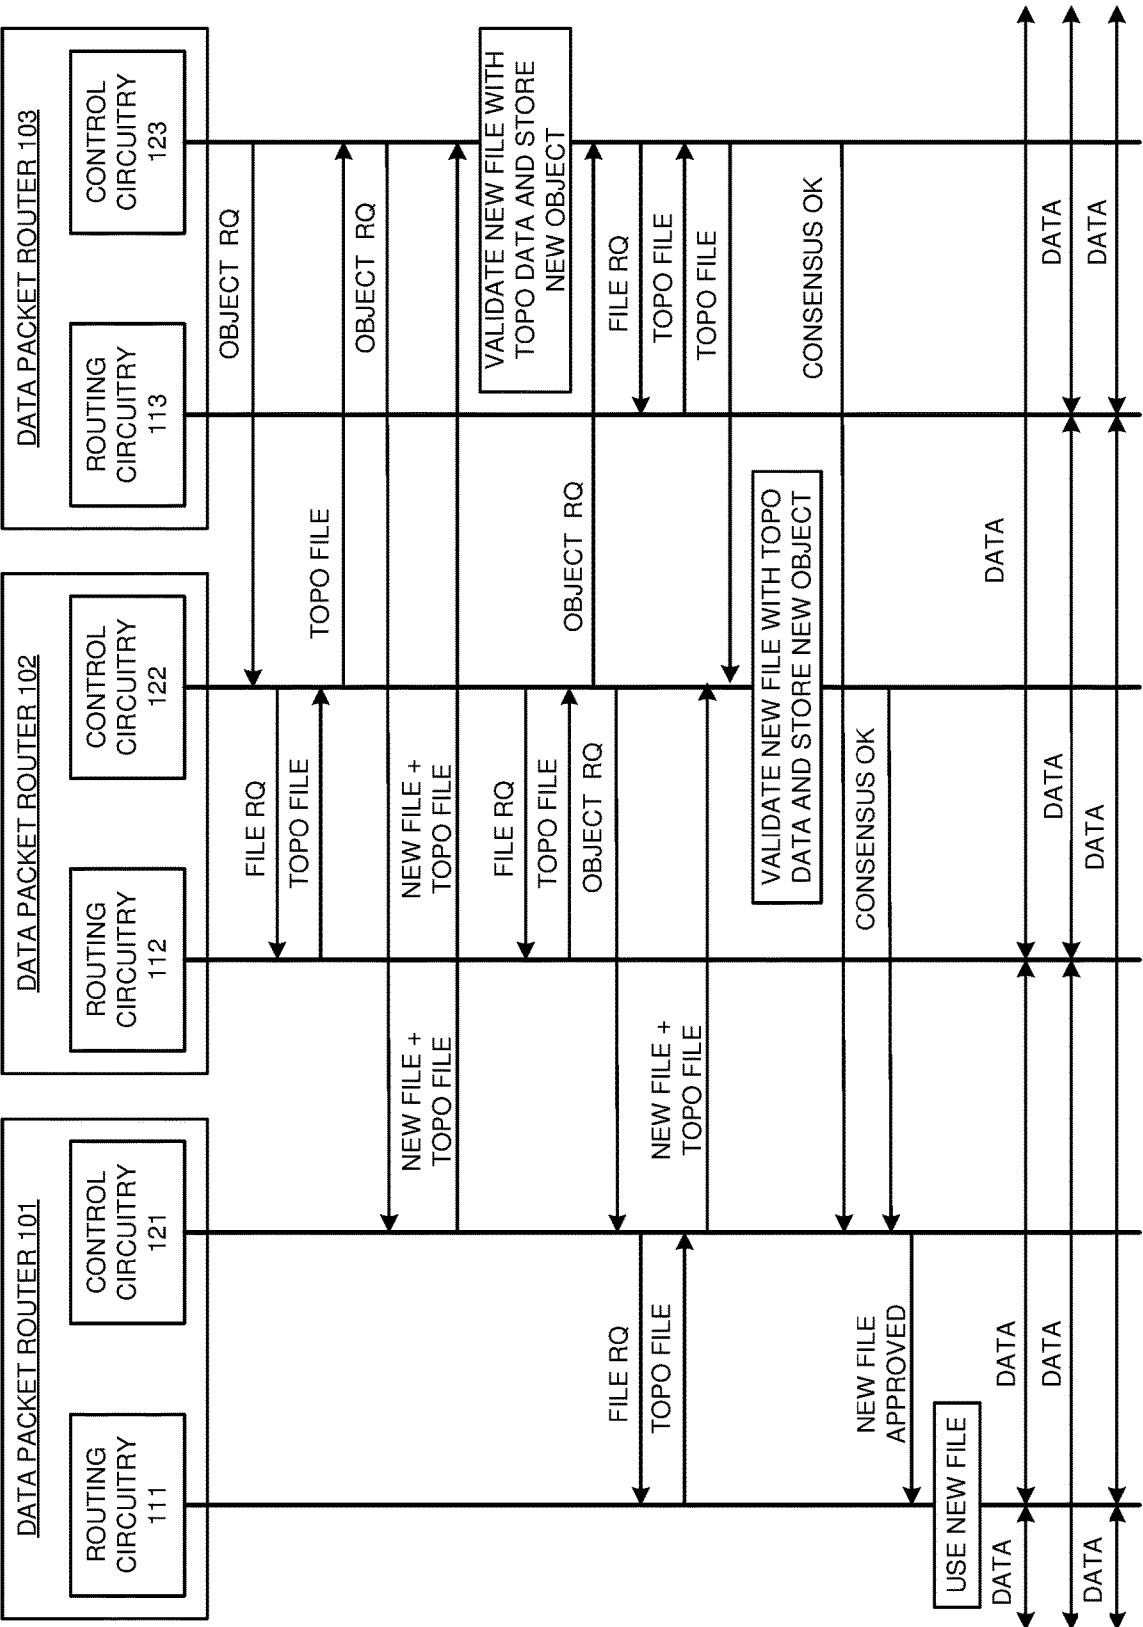 DATA PACKET ROUTER 101
ROUTING
CIRCUITRY
111
CONTROL
CIRCUITRY
121
DATA PACKET ROUTER 102
ROUTING
CIRCUITRY
112
CONTROL
CIRCUITRY
122
DATA PACKET ROUTER 103
ROUTING
CIRCUITRY
113
CONTROL
CIRCUITRY
123
OBJECT RQ
FILE RQ
TOPO FILE
TOPO FILE
OBJECT RQ
NEW FILE +
TOPO FILE
NEW FILE +
TOPO FILE
VALIDATE NEW FILE WITH
TOPO DATA AND STORE
NEW OBJECT
FILE RQ
TOPO FILE
OBJECT RQ
OBJECT RQ
FILE RQ
TOPO FILE
NEW FILE +
TOPO FILE
FILE RQ
TOPO FILE
TOPO FILE
VALIDATE NEW FILE WITH TOPO
DATA AND STORE NEW OBJECT
CONSENSUS OK
CONSENSUS OK
NEW FILE
APPROVED
USE NEW FILE
DATA
DATA
DATA
DATA
DATA
DATA
DATA
DATA
DATA